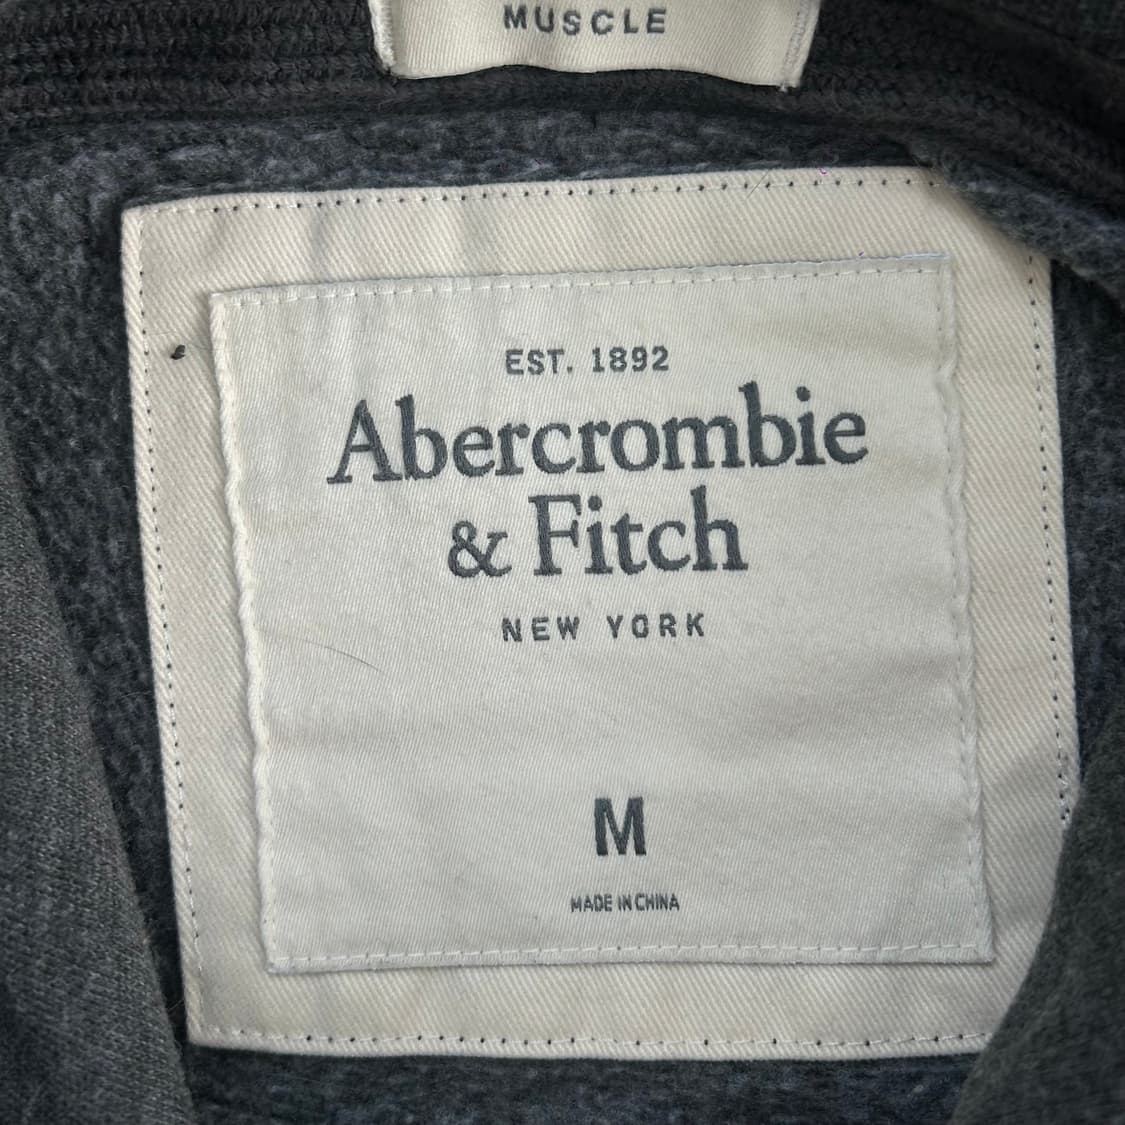 MUSCLE
EST. 1892
Abercrombie
& Fitch
NEW YORK
M
MADE IN CHINA